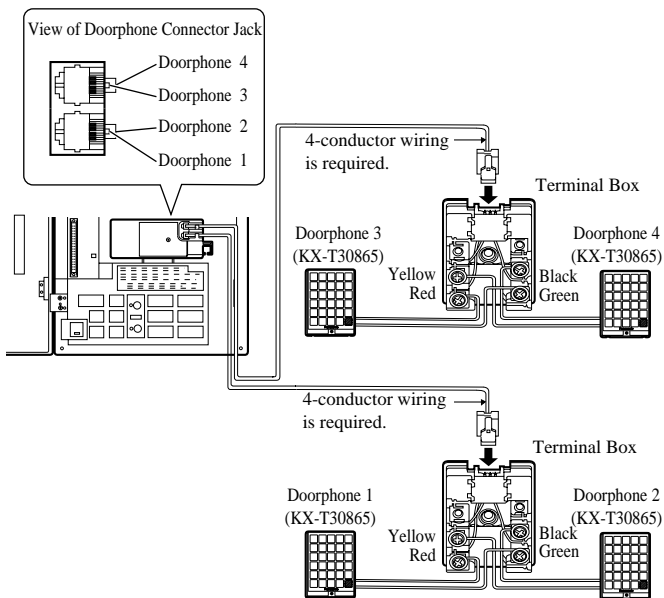 View of Doorphone Connector Jack
Doorphone 4
Doorphone 3
Doorphone 2
Doorphone 1
4-conductor wiring
is required.
Terminal Box
Doorphone 3
(KX-T30865)
Doorphone 4
(KX-T30865)
Yellow
Red
Black
Green
4-conductor wiring
is required.
Terminal Box
Doorphone 1
(KX-T30865)
Doorphone 2
(KX-T30865)
Yellow
Red
Black
Green